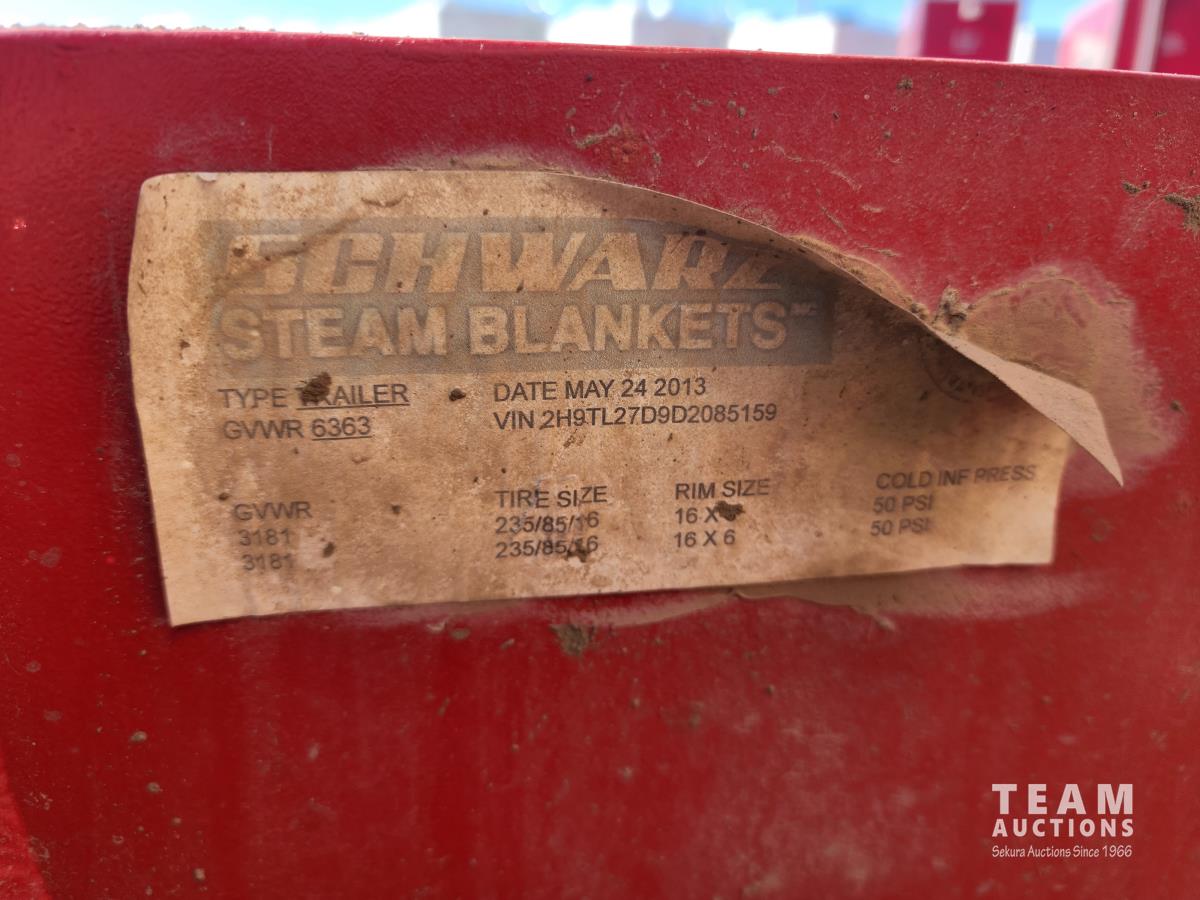 SCHWARZ
STEAM BLANKETS INC.
TYPE TRAILER DATE MAY 24 2013
GVWR 6363 VIN 2H9TL27D9D2085159
GVWR TIRE SIZE RIM SIZE COLD INF PRESS
3181 235/85/16 16 X 50 PSI
3181 235/85/16 16 X 6 50 PSI
TEAM
AUCTIONS
Sekura Auctions Since 1966